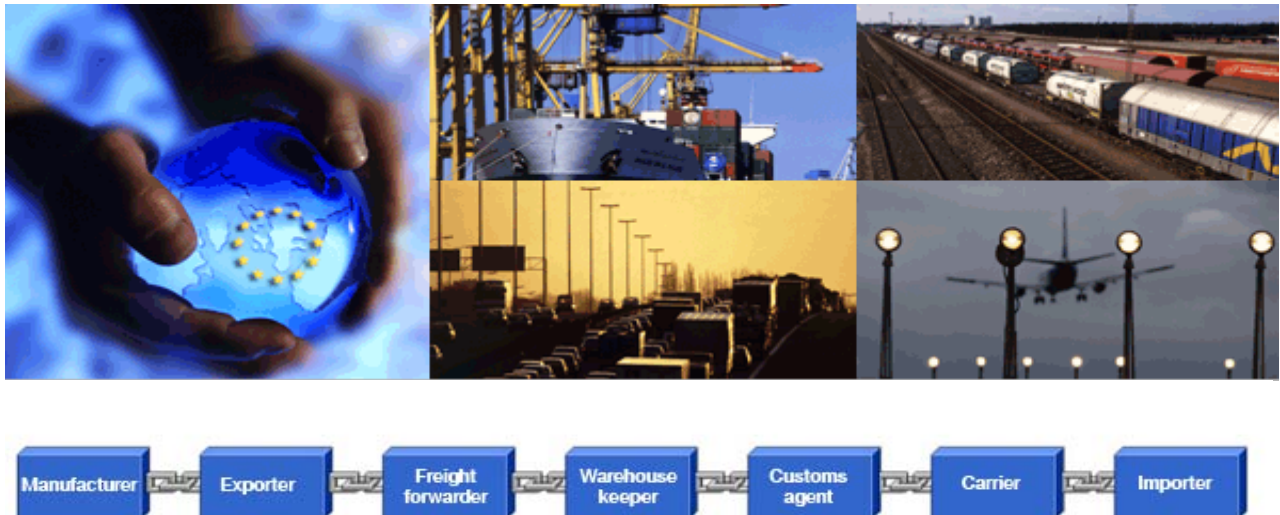 Manufacturer
Exporter
Freight
forwarder
Warehouse
keeper
Customs
agent
Carrier
Importer